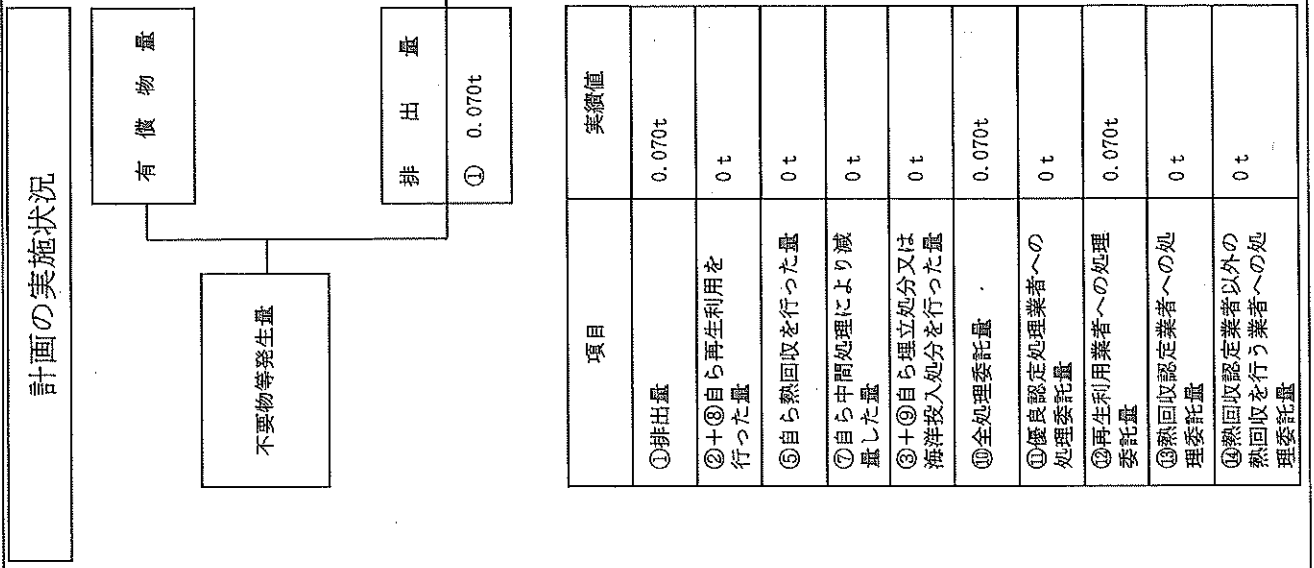 計画の実施状況
不要物等発生量
有償物量
排出量
① 0.070t
項目 実績値
①排出量 0.070t
②+⑧自ら再生利用を
行った量 0t
⑤自ら熱回収を行った量 0t
⑦自ら中間処理により減
量した量 0t
③+⑨自ら埋立処分又は
海洋投入処分を行った量 0t
⑩全処理委託量 0.070t
⑪優良認定処理業者への
処理委託量 0t
⑫再生利用業者への処理
委託量 0.070t
⑬熱回収認定業者への処
理委託量 0t
⑭熱回収認定業者以外の
熱回収を行う業者への処
理委託量 0t